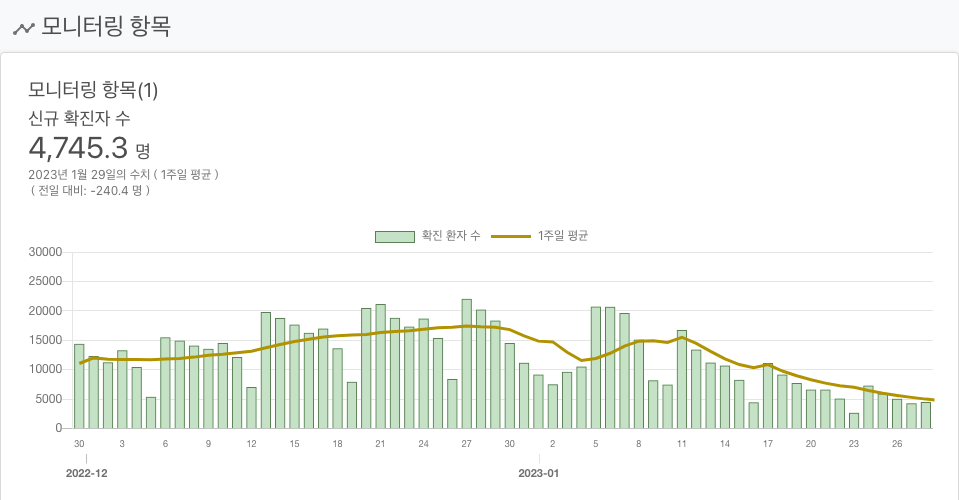 모니터링 항목
모니터링 항목(1)
신규 확진자 수
4,745.3 명
2023년 1월 29일의 수치 ( 1주일 평균 )
( 전일 대비: -240.4 명 )
확진 환자 수 1주일 평균
30000
25000
20000
15000
10000
5000
0
30 3 6 9 12 15 18 21 24 27 30 2 5 8 11 14 17 20 23 26
2022-12 2023-01